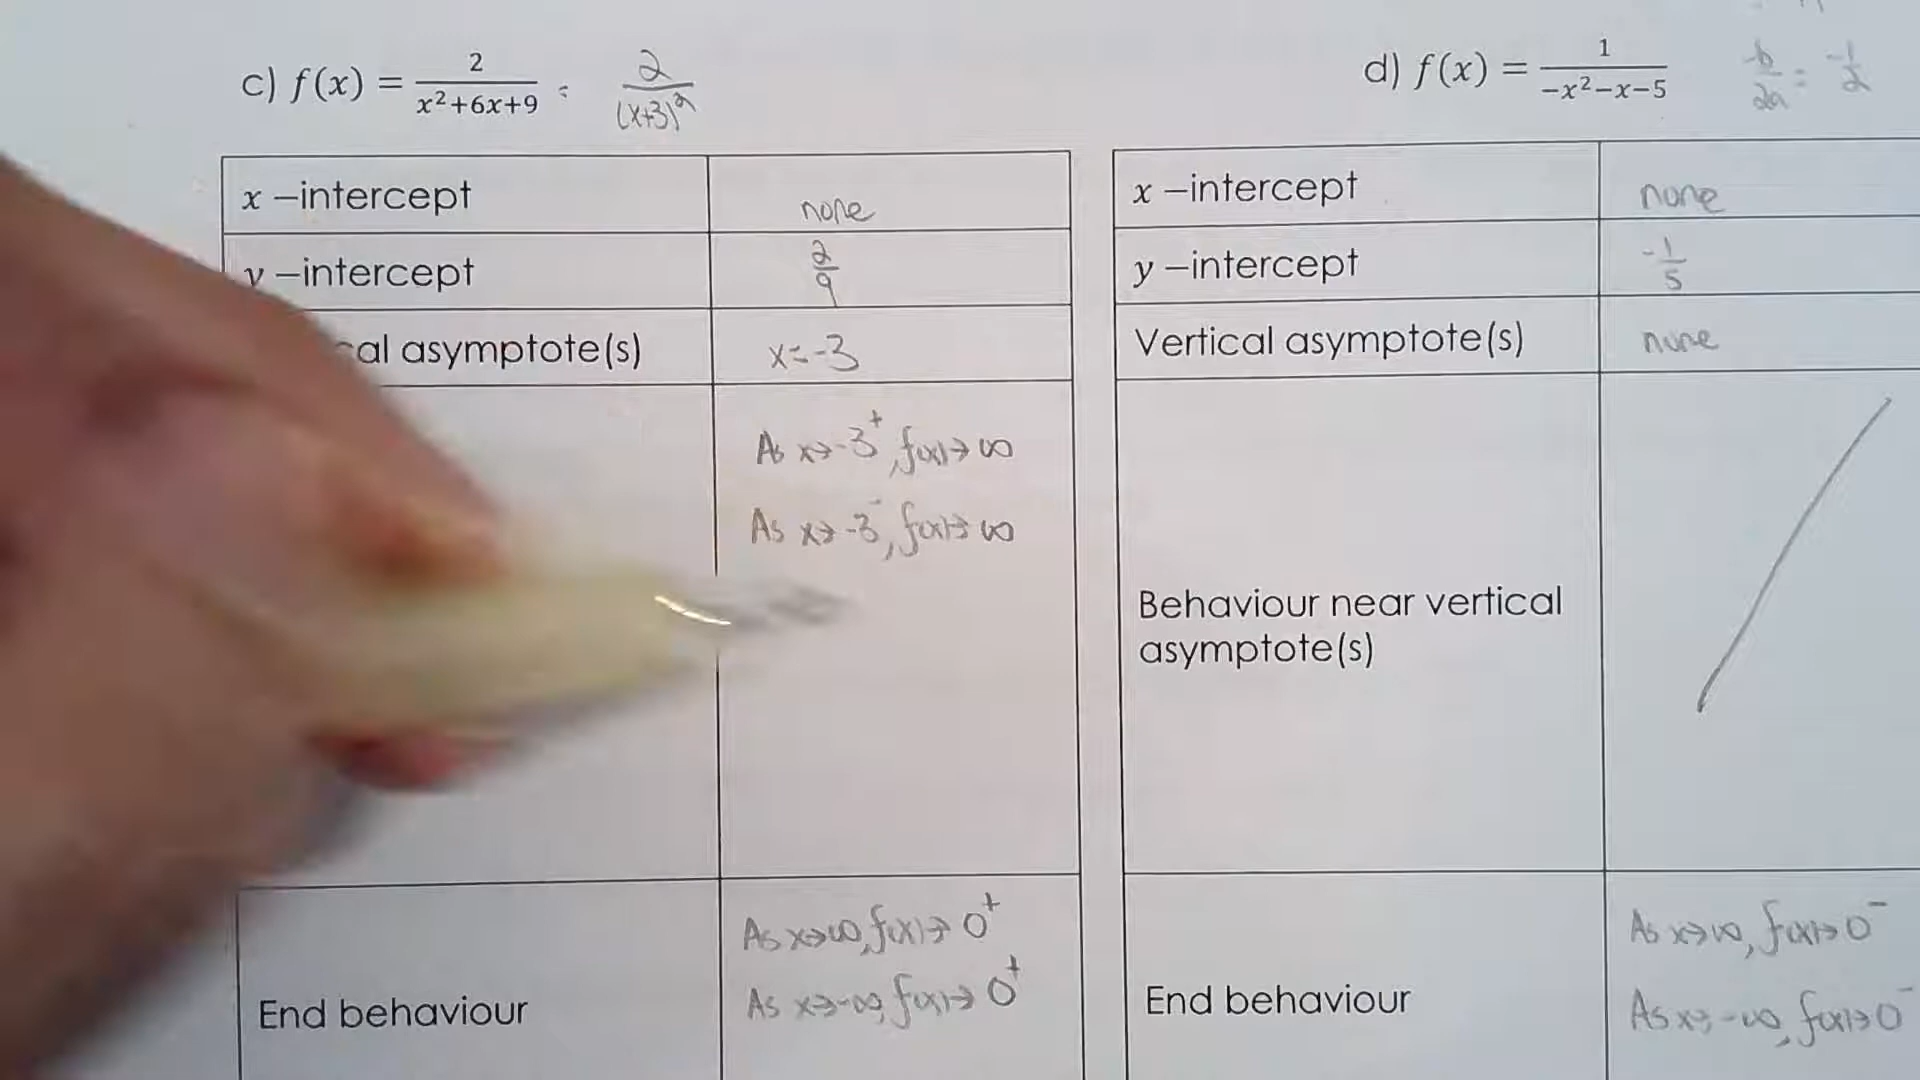 c) f(x) = 2/(x²+6x+9) = 2/(x+3)²
x –intercept none
y –intercept 2/9
cal asymptote(s) x=-3
As x→-3⁺, f(x)→∞
As x→-3⁻, f(x)→∞
End behaviour
As x→∞, f(x)→0⁺
As x→-∞, f(x)→0⁺
d) f(x) = 1/(-x²-x-5) -b/2a = -1/2
x –intercept none
y –intercept -1/5
Vertical asymptote(s) none
Behaviour near vertical
asymptote(s)
End behaviour
As x→∞, f(x)→0⁻
As x→-∞, f(x)→0⁻